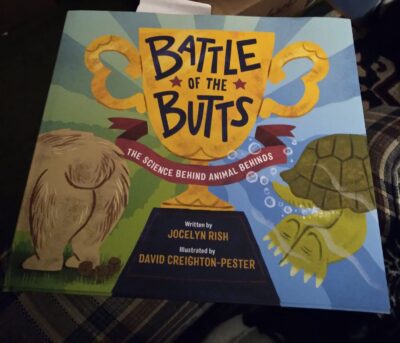 BATTLE
OF THE
BUTTS
THE SCIENCE BEHIND ANIMAL BEHINDS
Written by
JOCELYN RISH
Illustrated by
DAVID CREIGHTON-PESTER